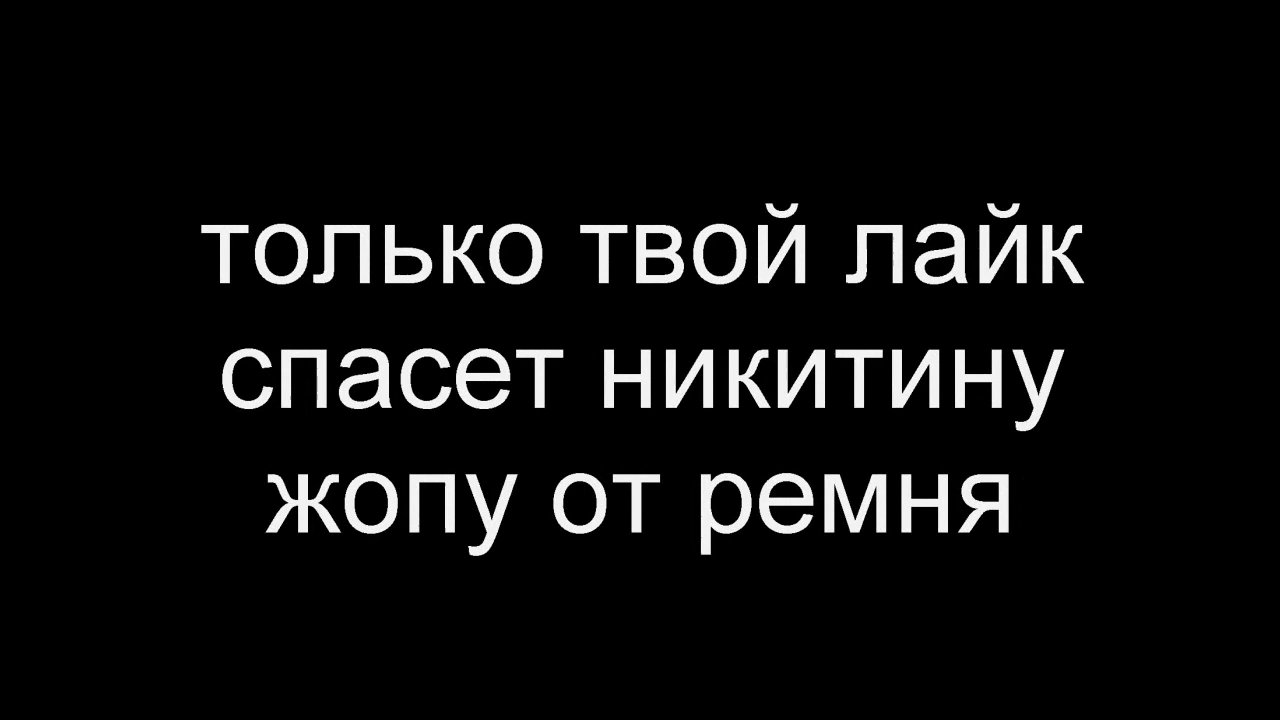 только твой лайк
спасет никитину
жопу от ремня